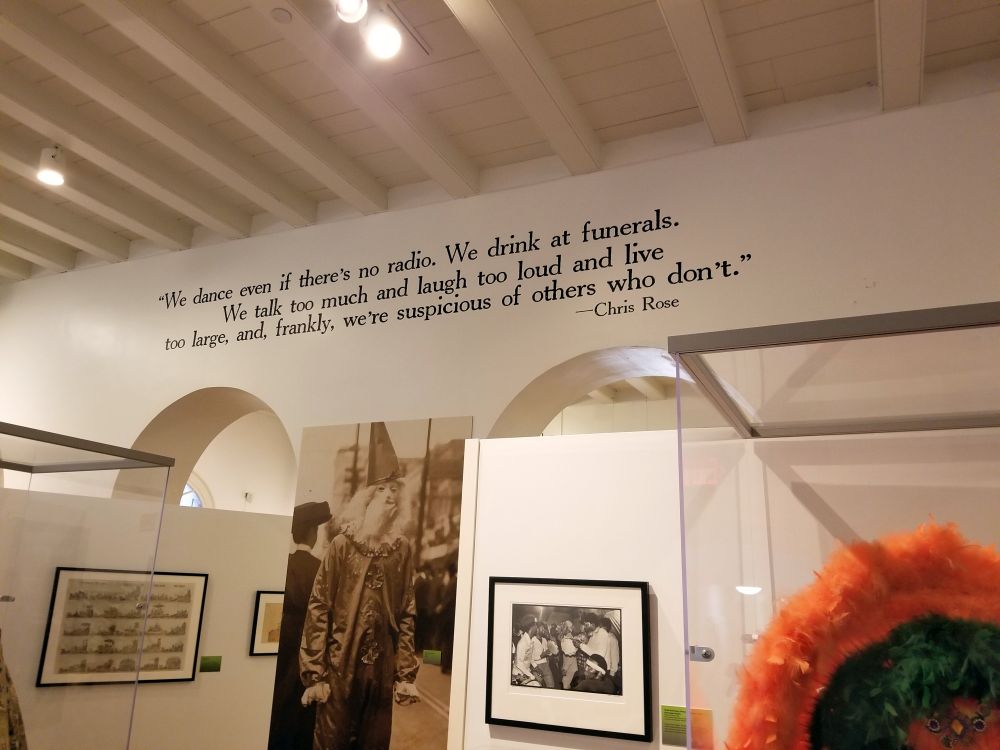 “We dance even if there's no radio. We drink at funerals.
We talk too much and laugh too loud and live
too large, and, frankly, we're suspicious of others who don't.”
—Chris Rose